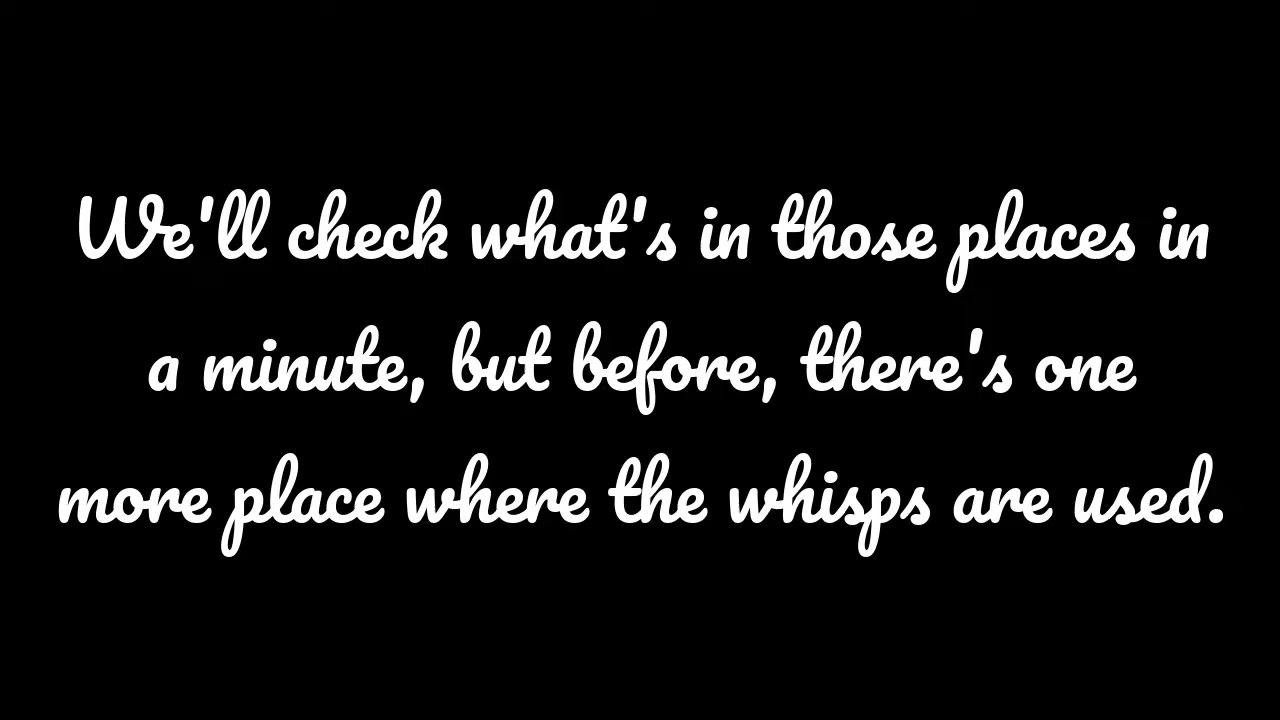 We'll check what's in those places in
a minute, but before, there's one
more place where the whisps are used.